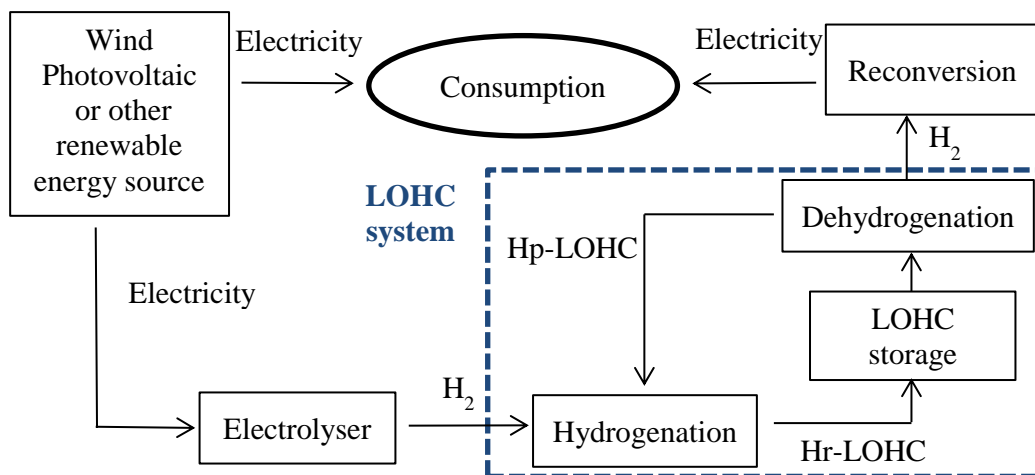 Wind
Photovoltaic
or other
renewable
energy source
Electricity
Consumption
Electricity
Reconversion
H₂
LOHC
system
Dehydrogenation
Hp-LOHC
Electricity
LOHC
storage
H₂
Electrolyser
Hydrogenation
Hr-LOHC